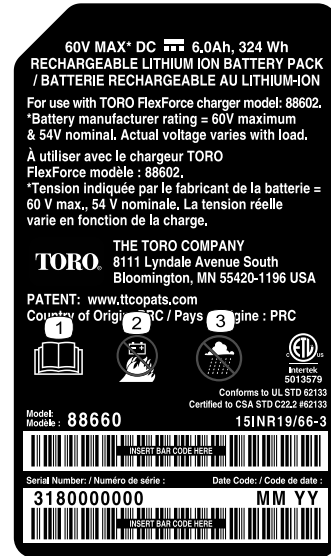 60V MAX* DC 6.0Ah, 324 Wh
RECHARGEABLE LITHIUM ION BATTERY PACK
/ BATTERIE RECHARGEABLE AU LITHIUM-ION
For use with TORO FlexForce charger model: 88602.
*Battery manufacturer rating = 60V maximum
& 54V nominal. Actual voltage varies with load.
À utiliser avec le chargeur TORO
FlexForce modèle : 88602.
*Tension indiquée par le fabricant de la batterie =
60 V max., 54 V nominale. La tension réelle
varie en fonction de la charge.
TORO®
THE TORO COMPANY
8111 Lyndale Avenue South
Bloomington, MN 55420-1196 USA
PATENT: www.ttcopats.com
Country of Origin: PRC / Pays d'origine : PRC
1
2
3
ETL
c us
Intertek
5013579
Conforms to UL STD 62133
Certified to CSA STD C22.2 #62133
Model:
Modèle : 88660
15INR19/66-3
INSERT BAR CODE HERE
Serial Number: / Numéro de série : Date Code: / Code de date :
3180000000 MM YY
INSERT BAR CODE HERE